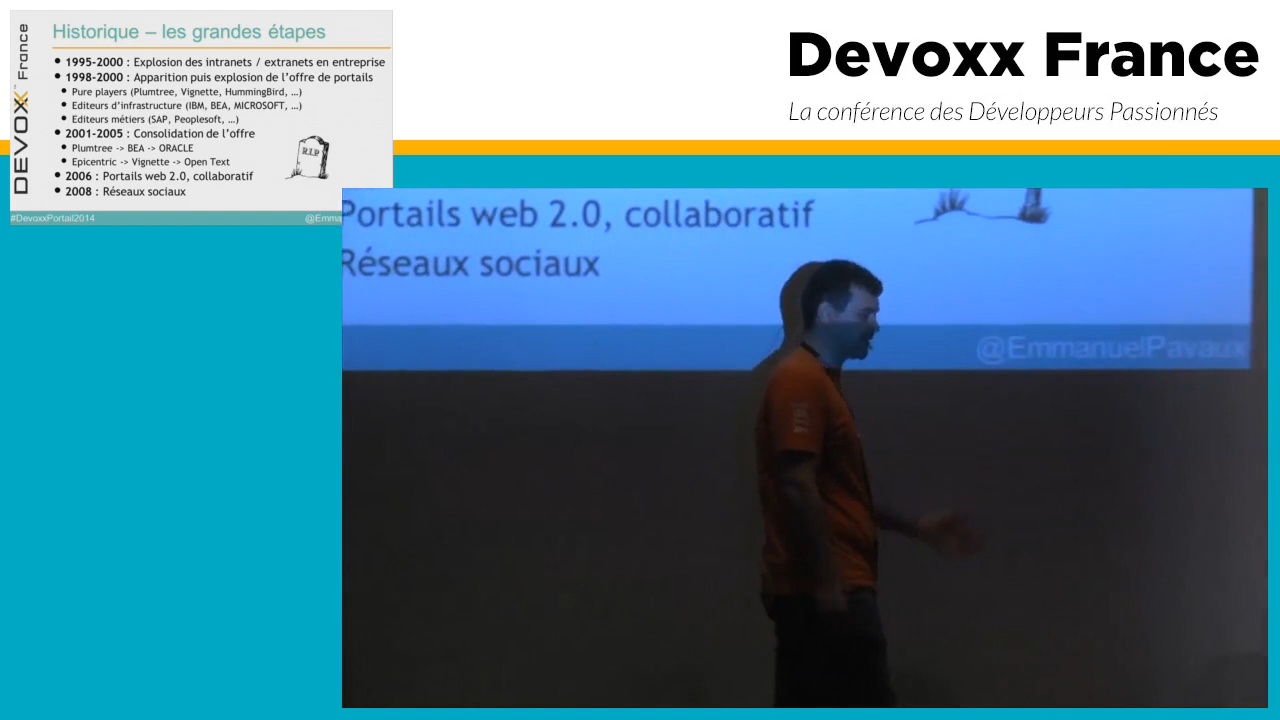 Historique – les grandes étapes
DEVOXX™ France
• 1995-2000 : Explosion des intranets / extranets en entreprise
• 1998-2000 : Apparition puis explosion de l'offre de portails
• Pure players (Plumtree, Vignette, HummingBird, …)
• Editeurs d'infrastructure (IBM, BEA, MICROSOFT, …)
• Editeurs métiers (SAP, Peoplesoft, …)
• 2001-2005 : Consolidation de l'offre
• Plumtree -> BEA -> ORACLE
• Epicentric -> Vignette -> Open Text
R.I.P
• 2006 : Portails web 2.0, collaboratif
• 2008 : Réseaux sociaux
#DevoxxPortail2014
@Emma
Devoxx France
La conférence des Développeurs Passionnés
Portails web 2.0, collaboratif
Réseaux sociaux
@EmmanuelPavaux